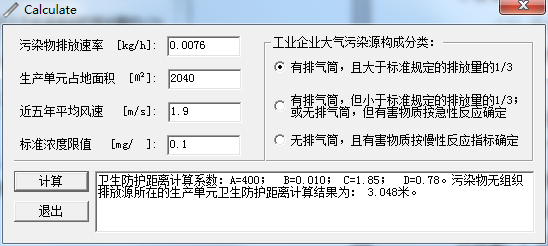 Calculate
污染物排放速率 [kg/h]: 0.0076
生产单元占地面积 [m²]: 2040
近五年平均风速 [m/s]: 1.9
标准浓度限值 [mg/ ]: 0.1
工业企业大气污染源构成分类:
有排气筒，且大于标准规定的排放量的1/3
有排气筒，但小于标准规定的排放量的1/3;
或无排气筒，但有害物质按急性反应确定
无排气筒，且有害物质按慢性反应指标确定
计算
退出
卫生防护距离计算系数: A=400; B=0.010; C=1.85; D=0.78。污染物无组织
排放源所在的生产单元卫生防护距离计算结果为: 3.048米。